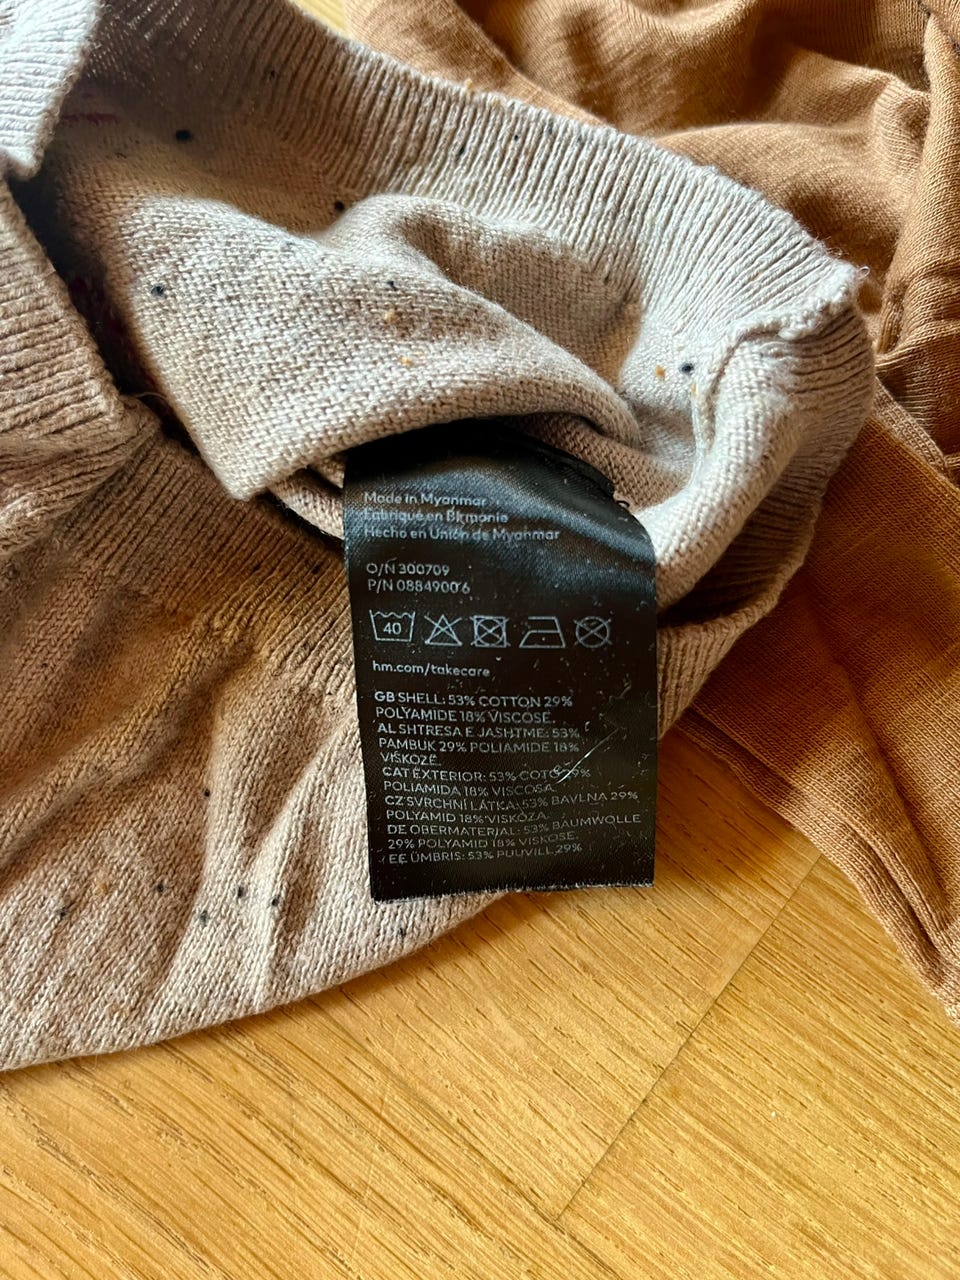 Made in Myanmar
Fabriqué en Birmanie
Hecho en Unión de Myanmar
O/N 300709
P/N 0884900 6
40
hm.com/takecare
GB SHELL: 53% COTTON 29%
POLYAMIDE 18% VISCOSE.
AL SHTRESA E JASHTME: 53%
PAMBUK 29% POLIAMIDE 18%
VISKOZË.
CAT EXTERIOR: 53% COTÓ 29%
POLIAMIDA 18% VISCOSA.
CZ SVRCHNÍ LÁTKA: 53% BAVLNA 29%
POLYAMID 18% VISKÓZA.
DE OBERMATERIAL: 53% BAUMWOLLE
29% POLYAMID 18% VISKOSE.
EE ÜMBRIS: 53% PUUVILL 29%